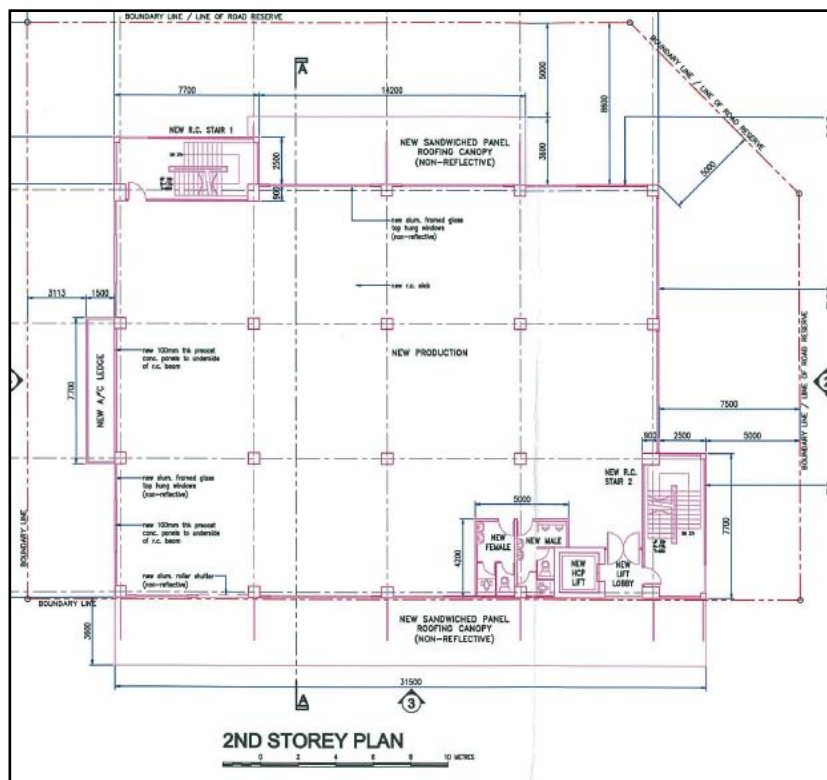 BOUNDARY LINE / LINE OF ROAD RESERVE
A
7700
14200
5000
8600
BOUNDARY LINE / LINE OF ROAD RESERVE
NEW R.C. STAIR 1
NEW SANDWICHED PANEL
ROOFING CANOPY
(NON-REFLECTIVE)
2500
3600
5000
900
new alum. framed glass
top hung windows
(non-reflective)
new r.c. slab
3113
1500
new 100mm thk precast
conc. panels to underside
of r.c. beam
NEW PRODUCTION
NEW A/C LEDGE
7700
BOUNDARY LINE / LINE OF ROAD RESERVE
7500
900
2500
5000
new alum. framed glass
top hung windows
(non-reflective)
NEW R.C.
STAIR 2
5000
new 100mm thk precast
conc. panels to underside
of r.c. beam
4200
NEW
FEMALE
NEW MALE
NEW
HCP
LIFT
NEW
LIFT
LOBBY
7700
BOUNDARY LINE
new alum. roller shutter
(non-reflective)
BOUNDARY LINE
3600
NEW SANDWICHED PANEL
ROOFING CANOPY
(NON-REFLECTIVE)
31500
A
3
2ND STOREY PLAN
0 2 4 6 8 10 METRES